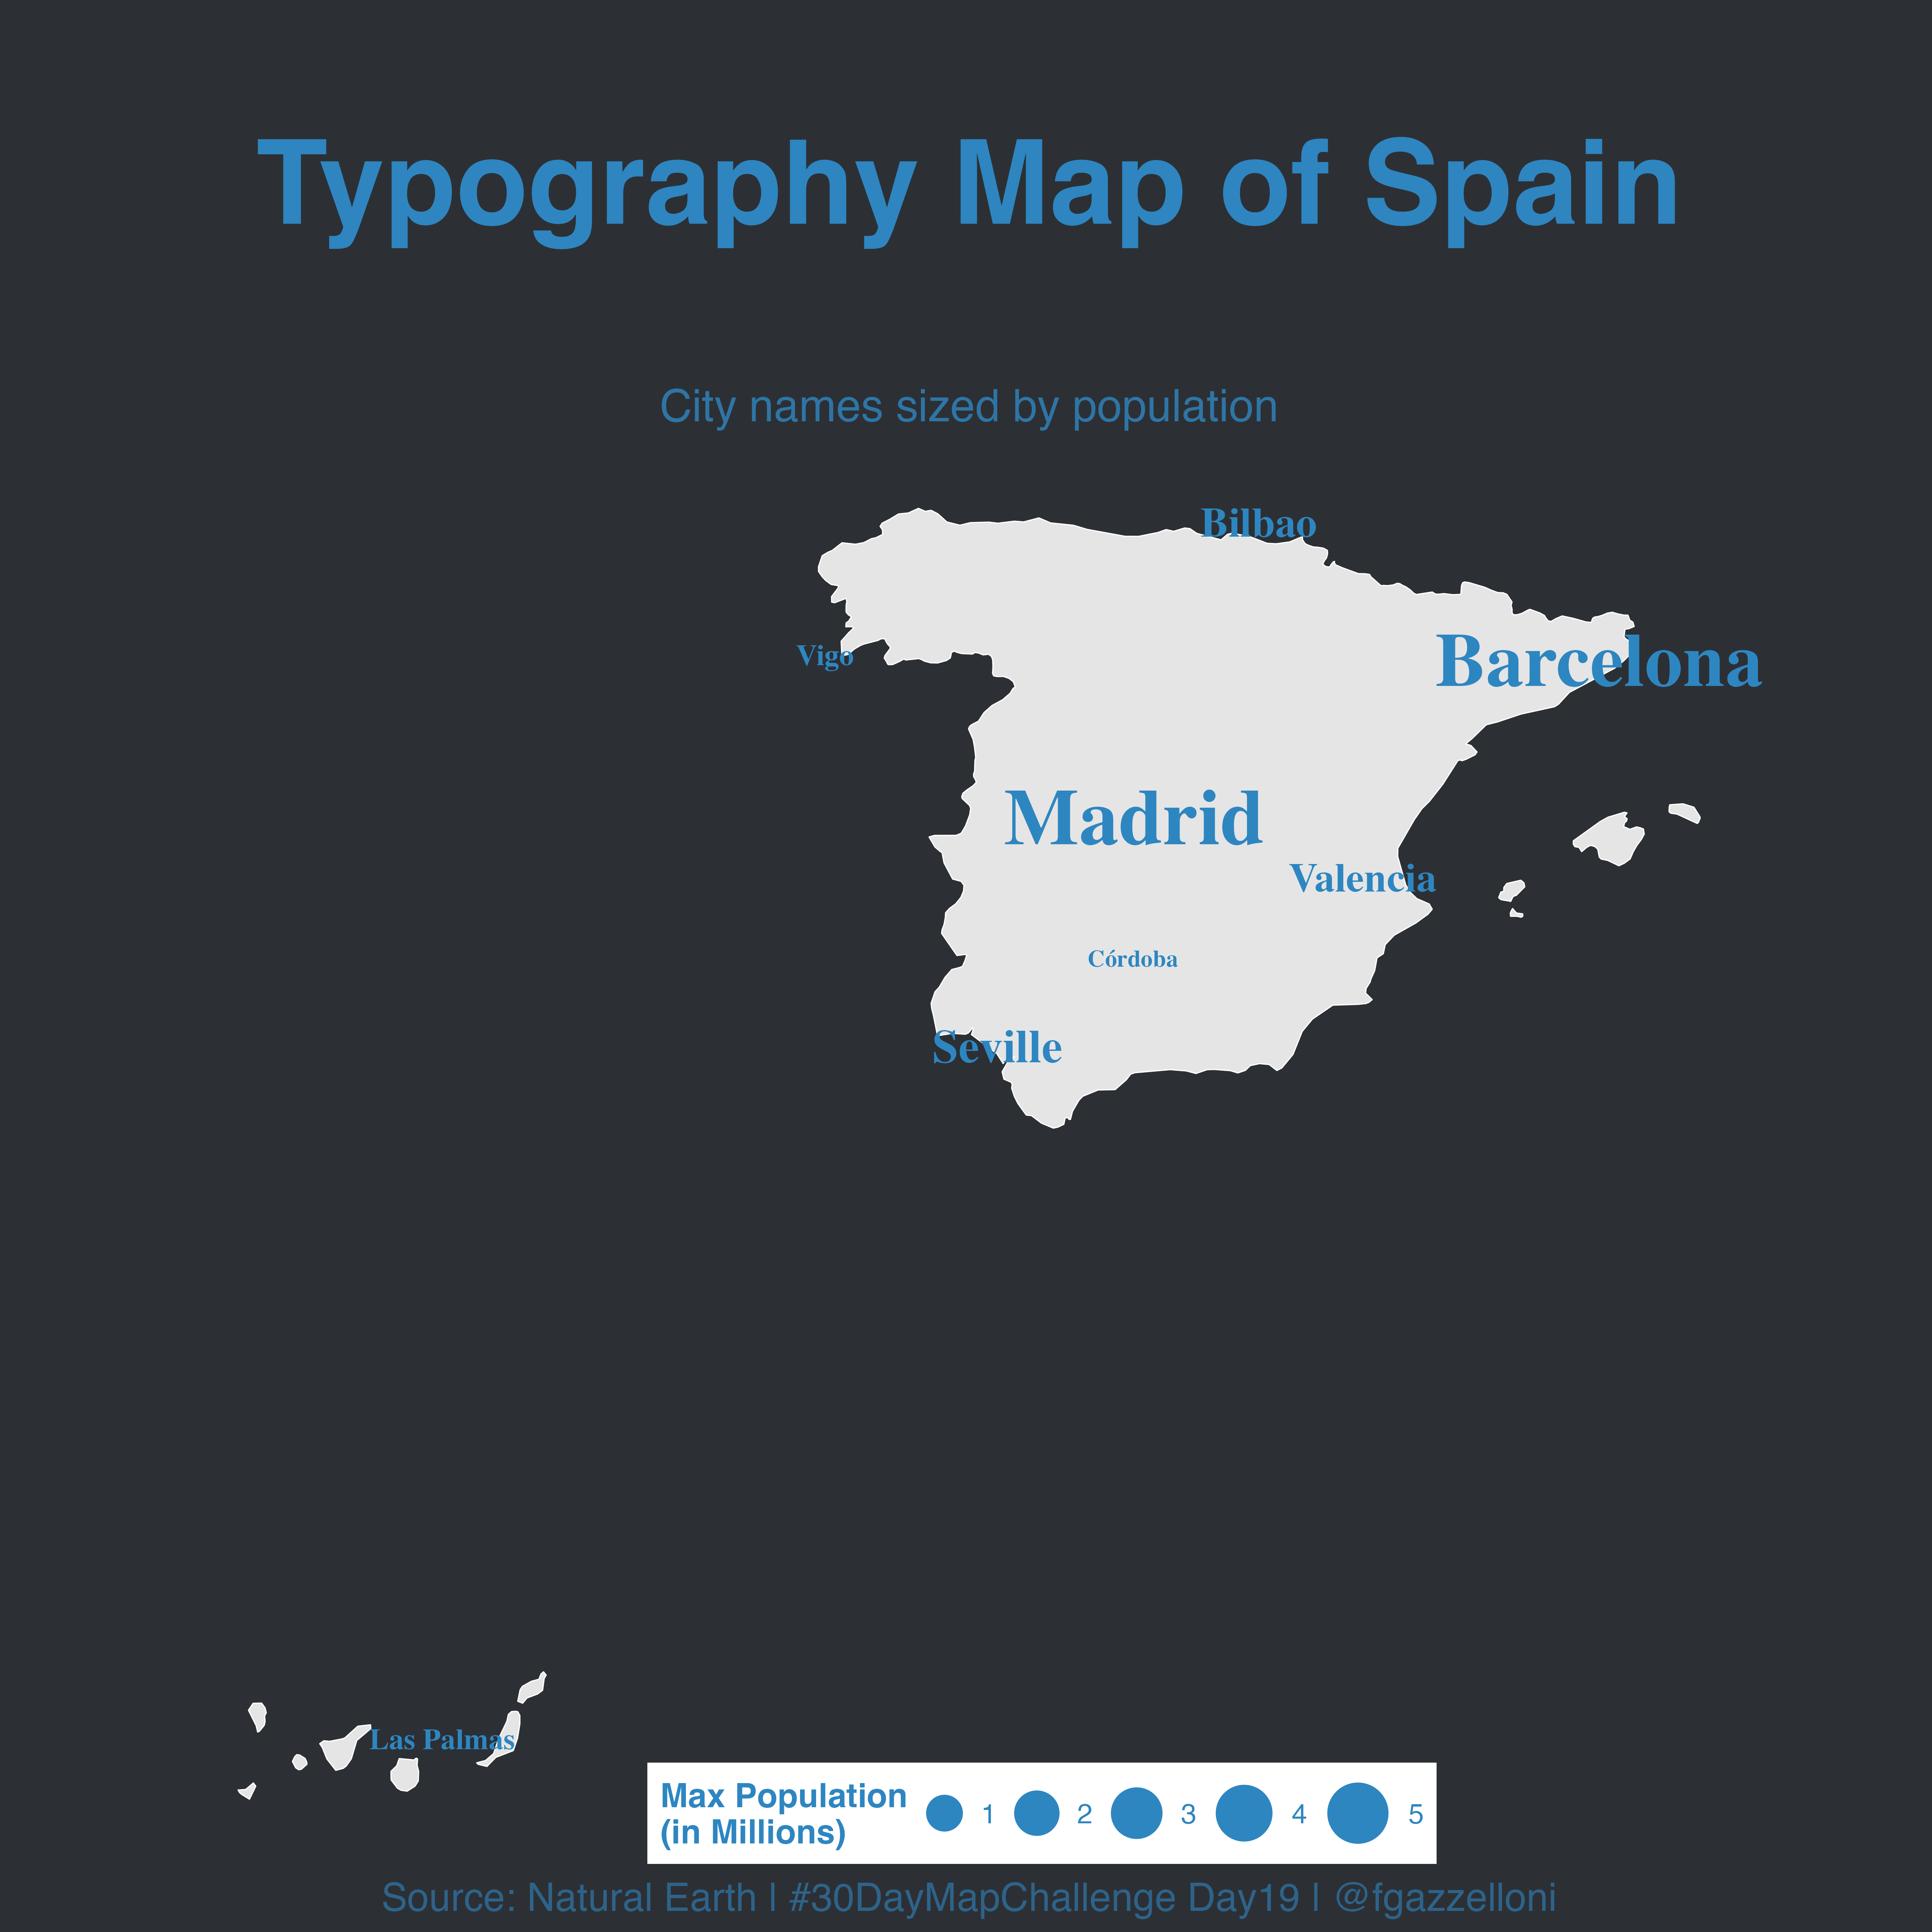 Typography Map of Spain
City names sized by population
Bilbao
Vigo
Barcelona
Madrid
Valencia
Córdoba
Seville
Las Palmas
Max Population
(in Millions)
1 2 3 4 5
Source: Natural Earth | #30DayMapChallenge Day19 | @fgazzelloni